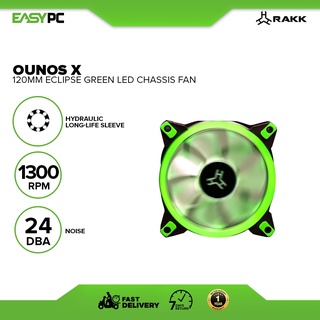 EASYPC
RAKK
OUNOS X
120MM ECLIPSE GREEN LED CHASSIS FAN
HYDRAULIC
LONG-LIFE SLEEVE
1300
RPM
24
DBA
NOISE
FAST
DELIVERY
1